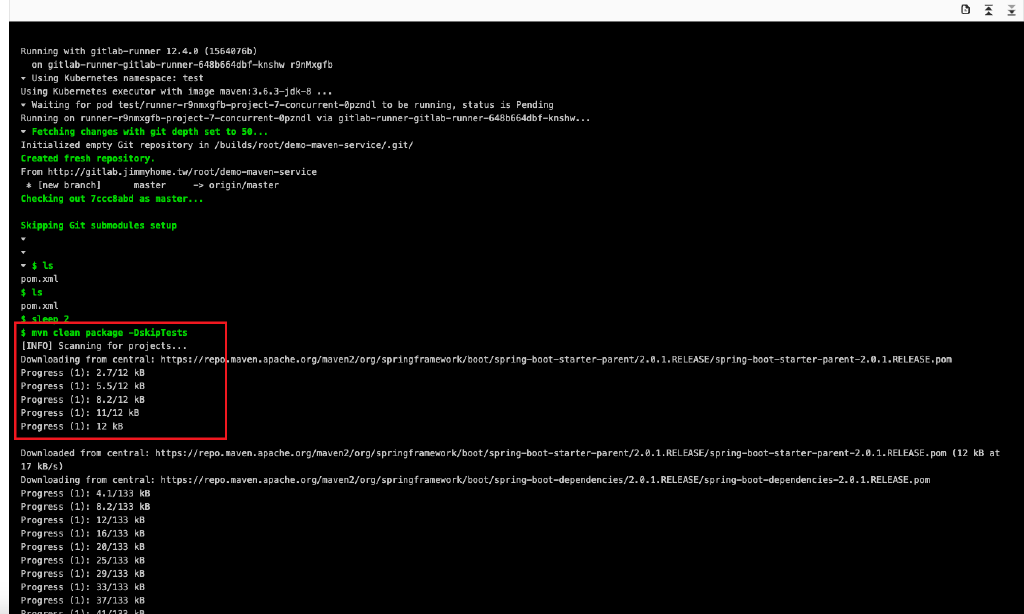 Running with gitlab-runner 12.4.0 (1564076b)
on gitlab-runner-gitlab-runner-648b664dbf-knshw r9nMxgfb
Using Kubernetes namespace: test
Using Kubernetes executor with image maven:3.6.3-jdk-8 ...
Waiting for pod test/runner-r9nmxgfb-project-7-concurrent-0pzndl to be running, status is Pending
Running on runner-r9nmxgfb-project-7-concurrent-0pzndl via gitlab-runner-gitlab-runner-648b664dbf-knshw...
Fetching changes with git depth set to 50...
Initialized empty Git repository in /builds/root/demo-maven-service/.git/
Created fresh repository.
From http://gitlab.jimmyhome.tw/root/demo-maven-service
* [new branch] master -> origin/master
Checking out 7ccc8abd as master...
Skipping Git submodules setup
$ ls
pom.xml
$ ls
pom.xml
$ sleep 2
$ mvn clean package -DskipTests
[INFO] Scanning for projects...
Downloading from central: https://repo.maven.apache.org/maven2/org/springframework/boot/spring-boot-starter-parent/2.0.1.RELEASE/spring-boot-starter-parent-2.0.1.RELEASE.pom
Progress (1): 2.7/12 kB
Progress (1): 5.5/12 kB
Progress (1): 8.2/12 kB
Progress (1): 11/12 kB
Progress (1): 12 kB
Downloaded from central: https://repo.maven.apache.org/maven2/org/springframework/boot/spring-boot-starter-parent/2.0.1.RELEASE/spring-boot-starter-parent-2.0.1.RELEASE.pom (12 kB at
17 kB/s)
Downloading from central: https://repo.maven.apache.org/maven2/org/springframework/boot/spring-boot-dependencies/2.0.1.RELEASE/spring-boot-dependencies-2.0.1.RELEASE.pom
Progress (1): 4.1/133 kB
Progress (1): 8.2/133 kB
Progress (1): 12/133 kB
Progress (1): 16/133 kB
Progress (1): 20/133 kB
Progress (1): 25/133 kB
Progress (1): 29/133 kB
Progress (1): 33/133 kB
Progress (1): 37/133 kB
Progress (1): 41/133 kB